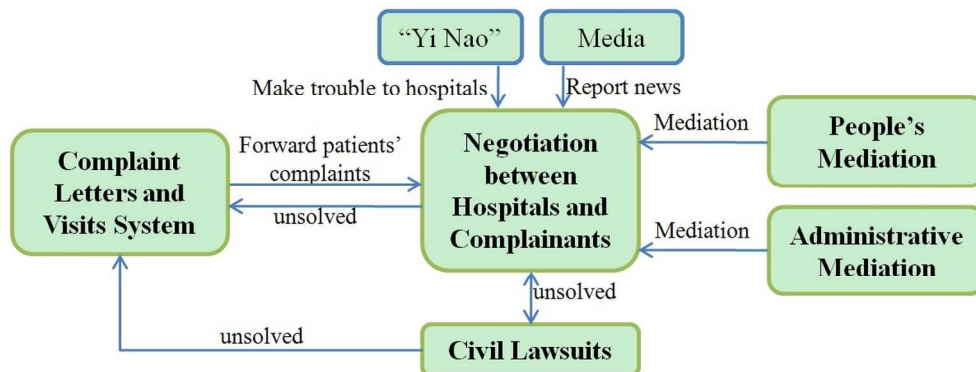 “Yi Nao”
Media
Make trouble to hospitals
Report news
Complaint
Letters and
Visits System
Forward patients’
complaints
unsolved
Negotiation
between
Hospitals and
Complainants
Mediation
People’s
Mediation
Mediation
Administrative
Mediation
unsolved
unsolved
Civil Lawsuits